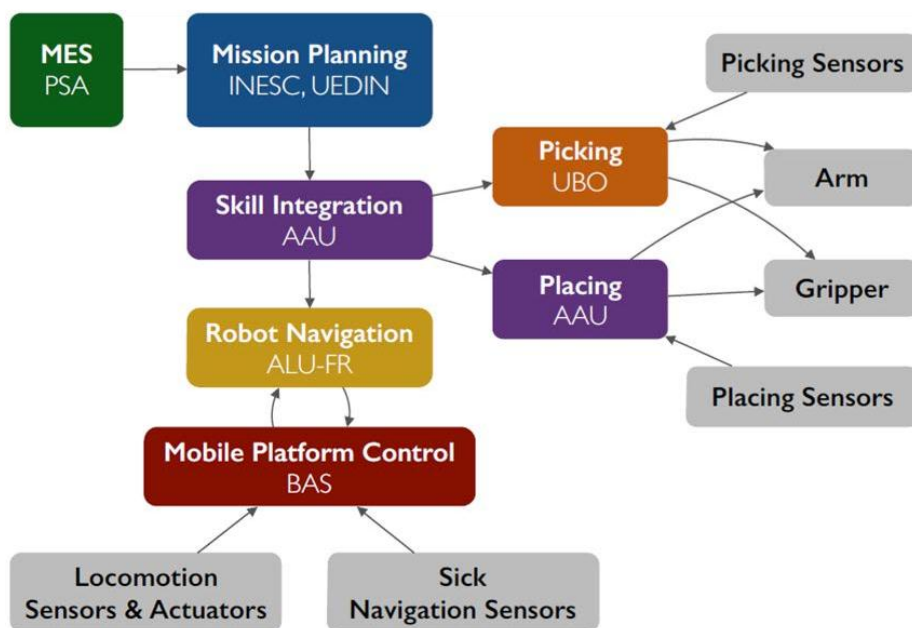 MES
PSA
Mission Planning
INESC, UEDIN
Picking Sensors
Picking
UBO
Arm
Skill Integration
AAU
Placing
AAU
Gripper
Robot Navigation
ALU-FR
Placing Sensors
Mobile Platform Control
BAS
Locomotion
Sensors & Actuators
Sick
Navigation Sensors